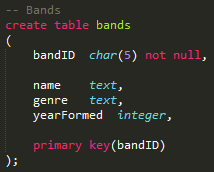 -- Bands
create table bands
(
bandID char(5) not null,
name text,
genre text,
yearFormed integer,
primary key(bandID)
);